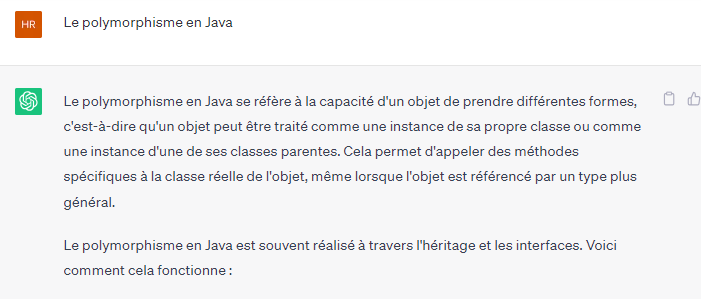 HR
Le polymorphisme en Java
Le polymorphisme en Java se réfère à la capacité d'un objet de prendre différentes formes,
c'est-à-dire qu'un objet peut être traité comme une instance de sa propre classe ou comme
une instance d'une de ses classes parentes. Cela permet d'appeler des méthodes
spécifiques à la classe réelle de l'objet, même lorsque l'objet est référencé par un type plus
général.
Le polymorphisme en Java est souvent réalisé à travers l'héritage et les interfaces. Voici
comment cela fonctionne :